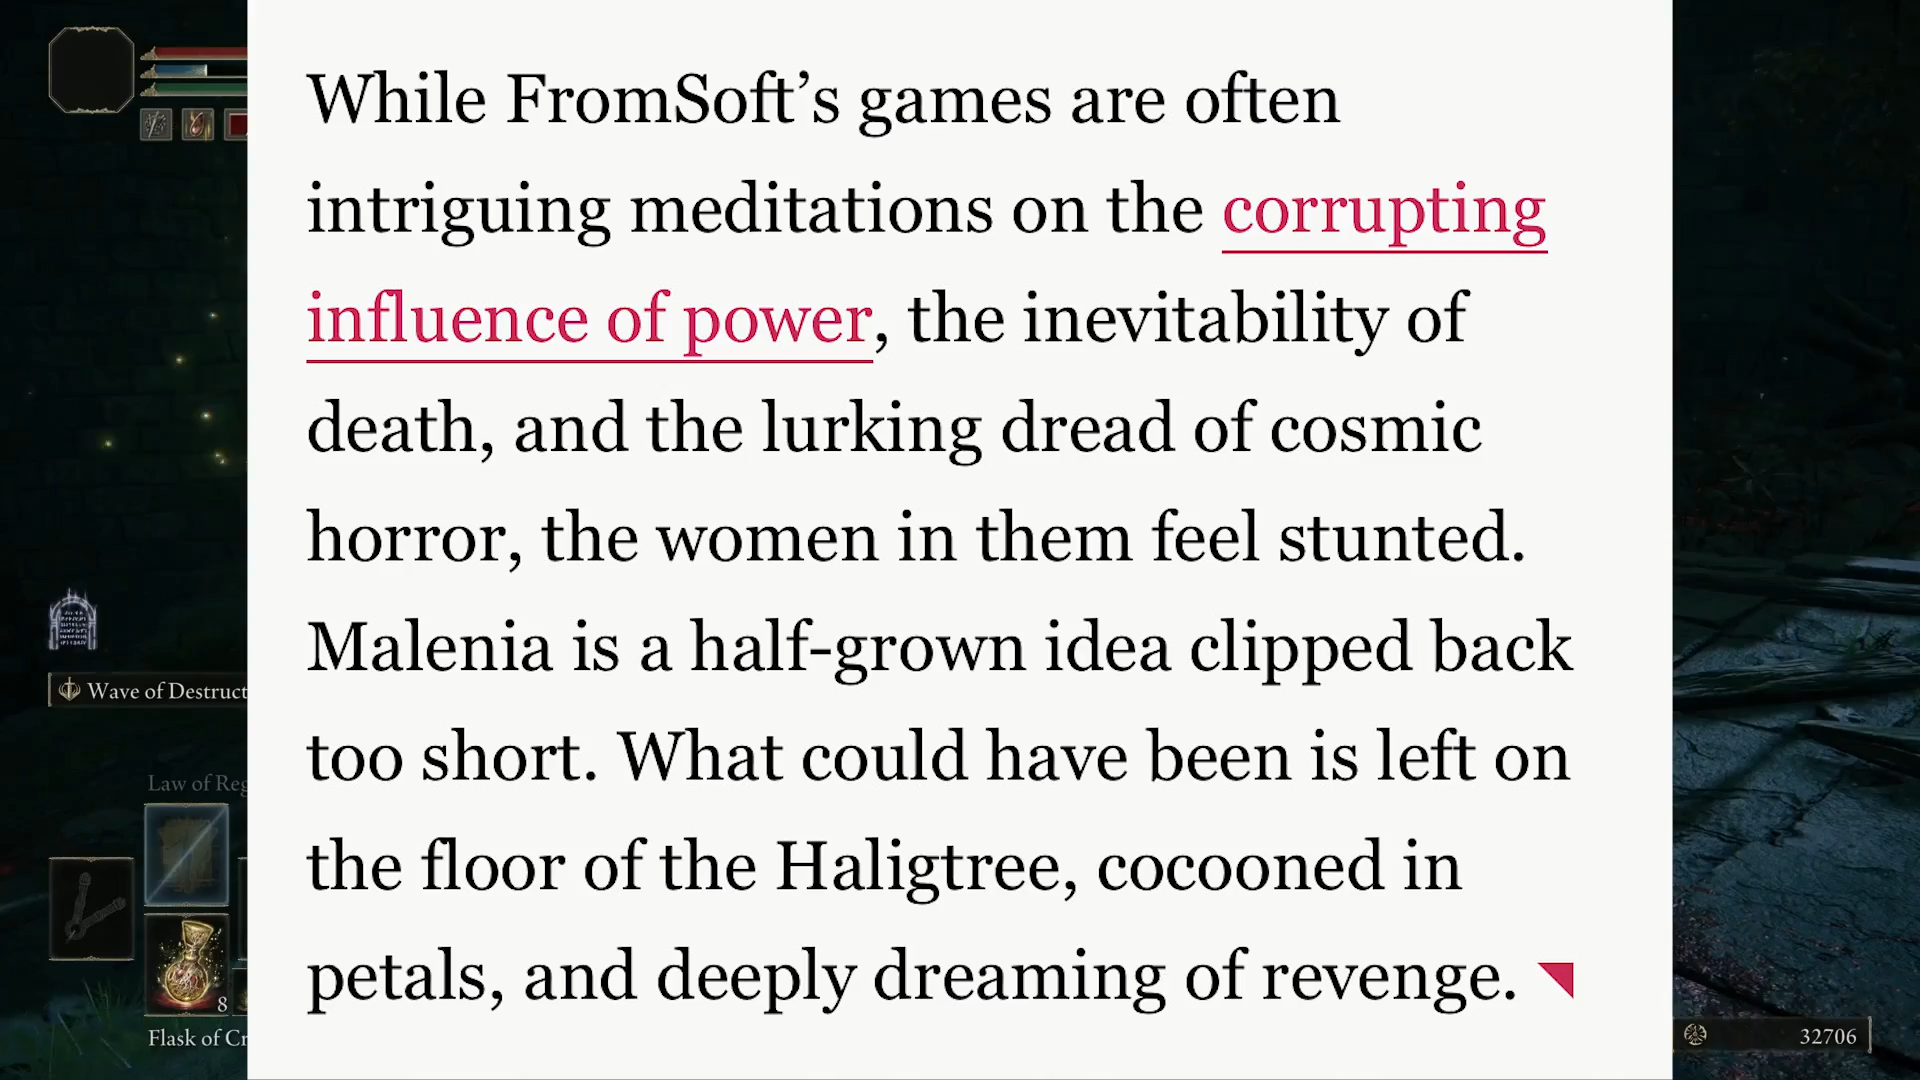 While FromSoft’s games are often
intriguing meditations on the corrupting
influence of power, the inevitability of
death, and the lurking dread of cosmic
horror, the women in them feel stunted.
Malenia is a half-grown idea clipped back
too short. What could have been is left on
the floor of the Haligtree, cocooned in
petals, and deeply dreaming of revenge.
Wave of Destruct
Law of Reg
8
Flask of Cr
32706